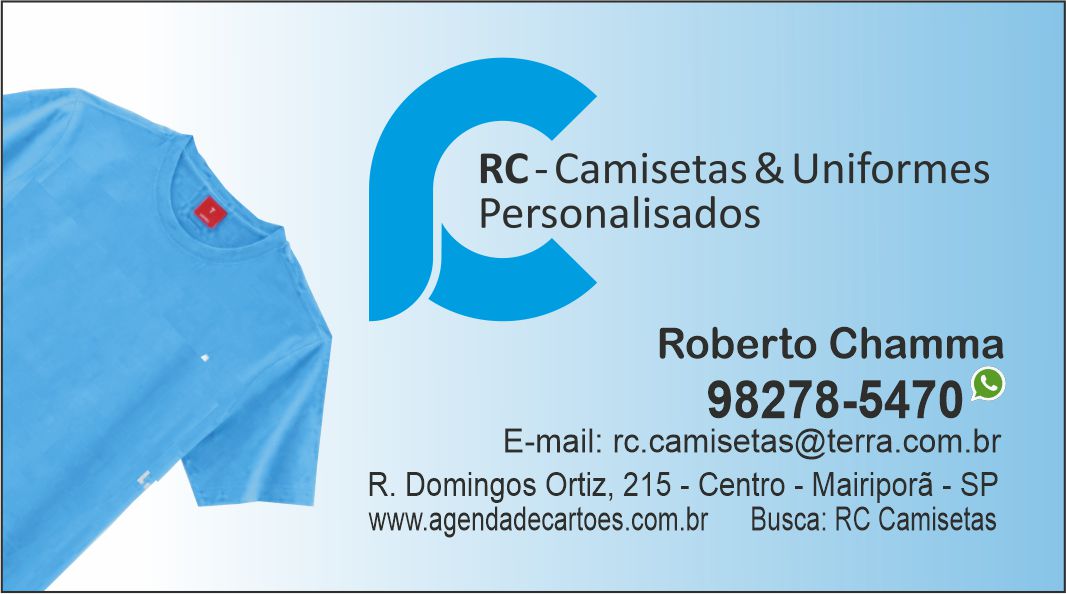 RC - Camisetas & Uniformes
Personalisados
Roberto Chamma
98278-5470
E-mail: rc.camisetas@terra.com.br
R. Domingos Ortiz, 215 - Centro - Mairiporã - SP
www.agendadecartoes.com.br Busca: RC Camisetas